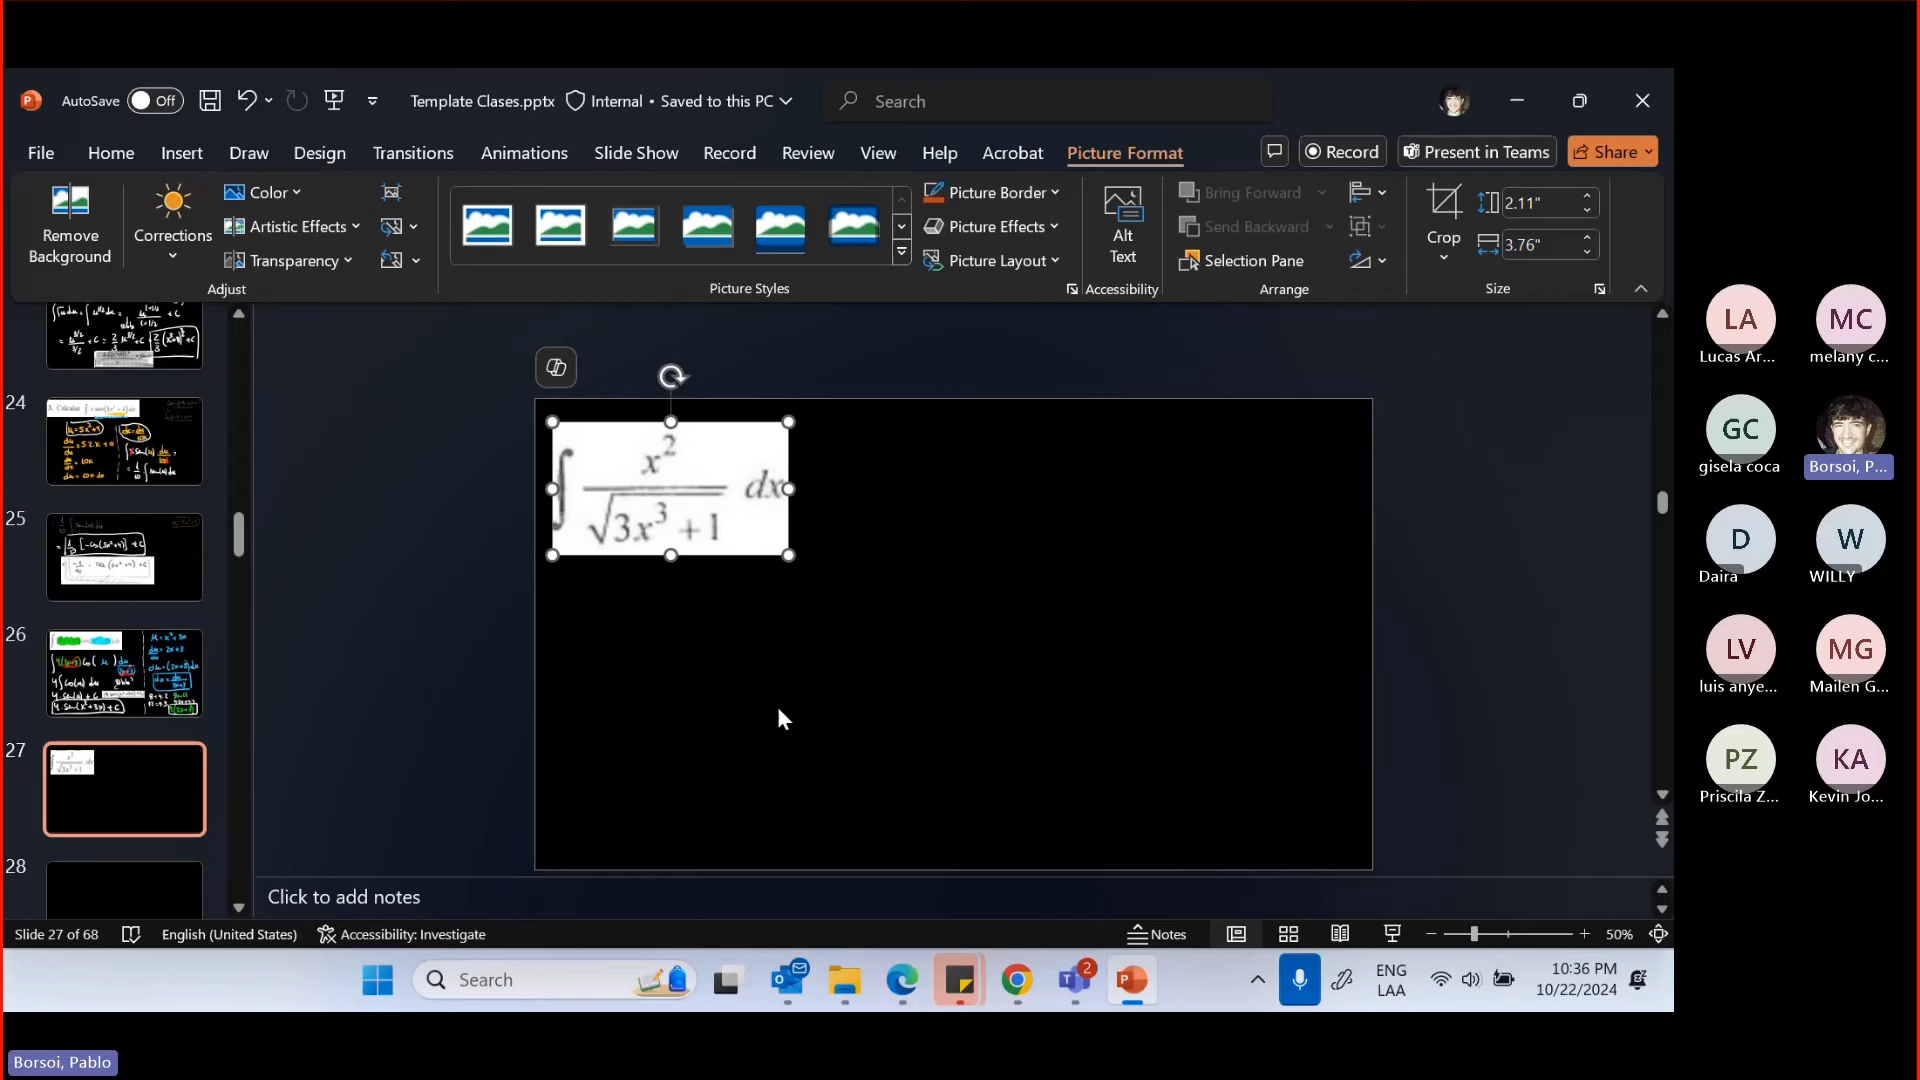 AutoSave Off Template Clases.pptx Internal • Saved to this PC Search
File Home Insert Draw Design Transitions Animations Slide Show Record Review View Help Acrobat Picture Format Record Present in Teams Share
Remove Background
Corrections
Color
Artistic Effects
Transparency
Adjust
Picture Styles
Picture Border
Picture Effects
Picture Layout
Alt Text
Accessibility
Bring Forward
Send Backward
Selection Pane
Arrange
Crop
2.11"
3.76"
Size
24
25
26
27
28
∫ x² / √(3x³ + 1) dx
Click to add notes
Slide 27 of 68 English (United States) Accessibility: Investigate Notes 50%
Search
2
ENG
LAA
10:36 PM
10/22/2024
LA MC
Lucas Ar... melany c...
GC
gisela coca Borsoi, P...
D W
Daira WILLY
LV MG
luis anye... Mailen G...
PZ KA
Priscila Z... Kevin Jo...
Borsoi, Pablo